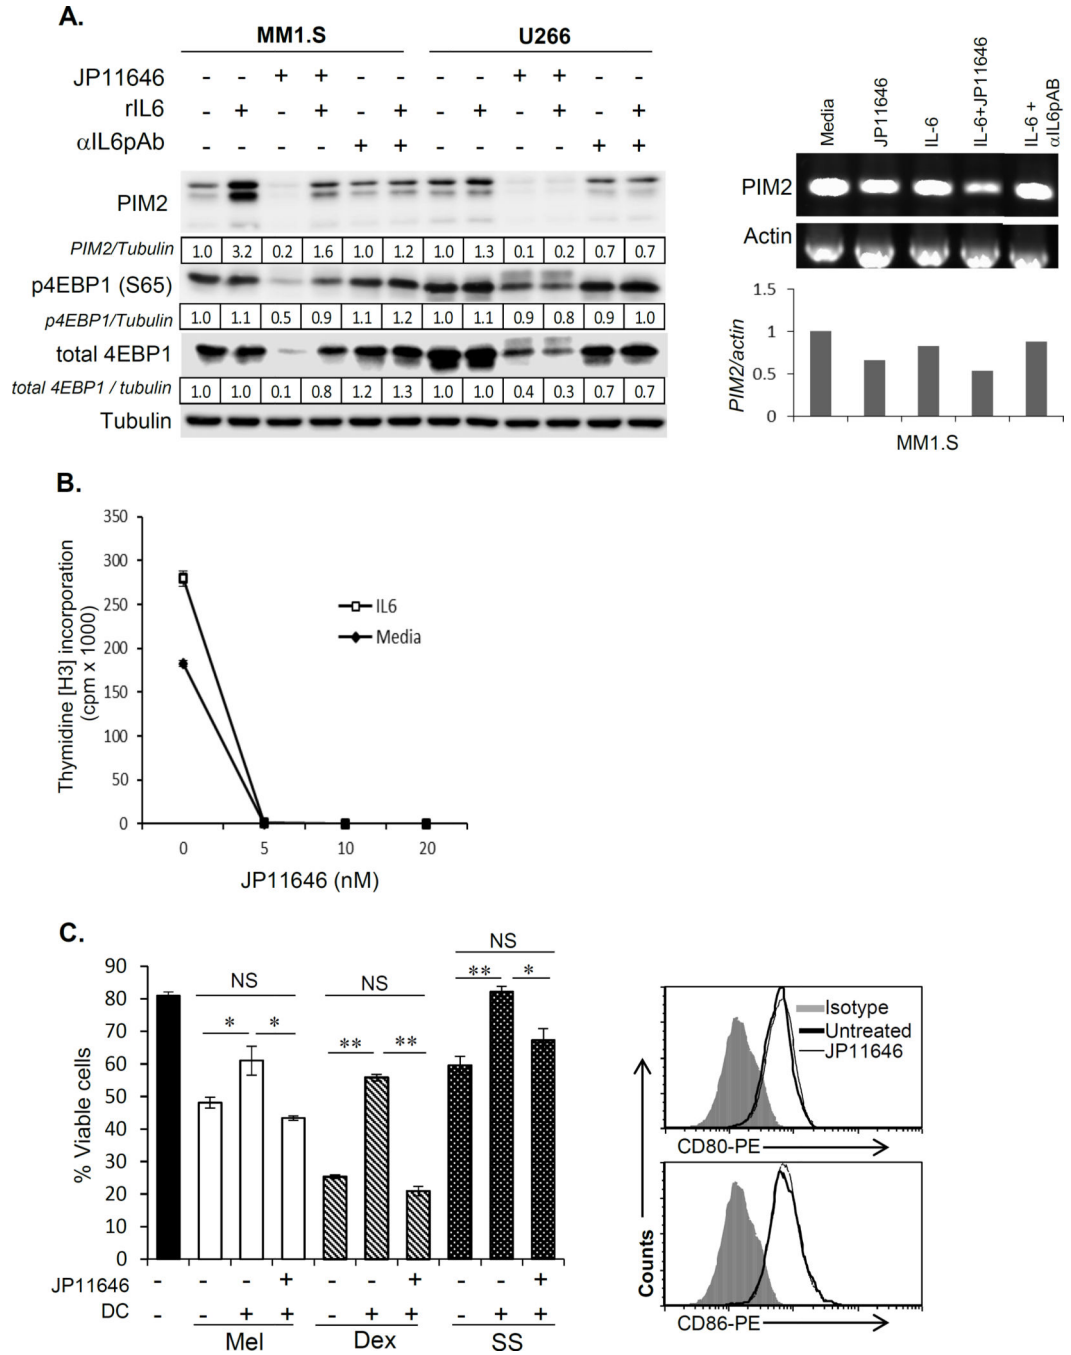 A.
MM1.S U266
JP11646 - - + + - - - - + + - -
rIL6 - + - + - + - + - + - +
αIL6pAb - - - - + + - - - - + +
PIM2
PIM2/Tubulin 1.0 3.2 0.2 1.6 1.0 1.2 1.0 1.3 0.1 0.2 0.7 0.7
p4EBP1 (S65)
p4EBP1/Tubulin 1.0 1.1 0.5 0.9 1.1 1.2 1.0 1.1 0.9 0.8 0.9 1.0
total 4EBP1
total 4EBP1 / tubulin 1.0 1.0 0.1 0.8 1.2 1.3 1.0 1.0 0.4 0.3 0.7 0.7
Tubulin
Media
JP11646
IL-6
IL-6+JP11646
IL-6 +
αIL6pAB
PIM2
Actin
1.5
1
0.5
0
PIM2/actin
MM1.S
B.
350
300
250
200
150
100
50
0
Thymidine [H3] incorporation
(cpm x 1000)
IL6
Media
0 5 10 20
JP11646 (nM)
C.
90
80
70
60
50
40
30
20
10
0
% Viable cells
NS
* *
NS
** **
NS
** *
JP11646 - - - + - - + - - +
DC - - + + - + + - + +
Mel Dex SS
Isotype
Untreated
JP11646
CD80-PE
Counts
CD86-PE